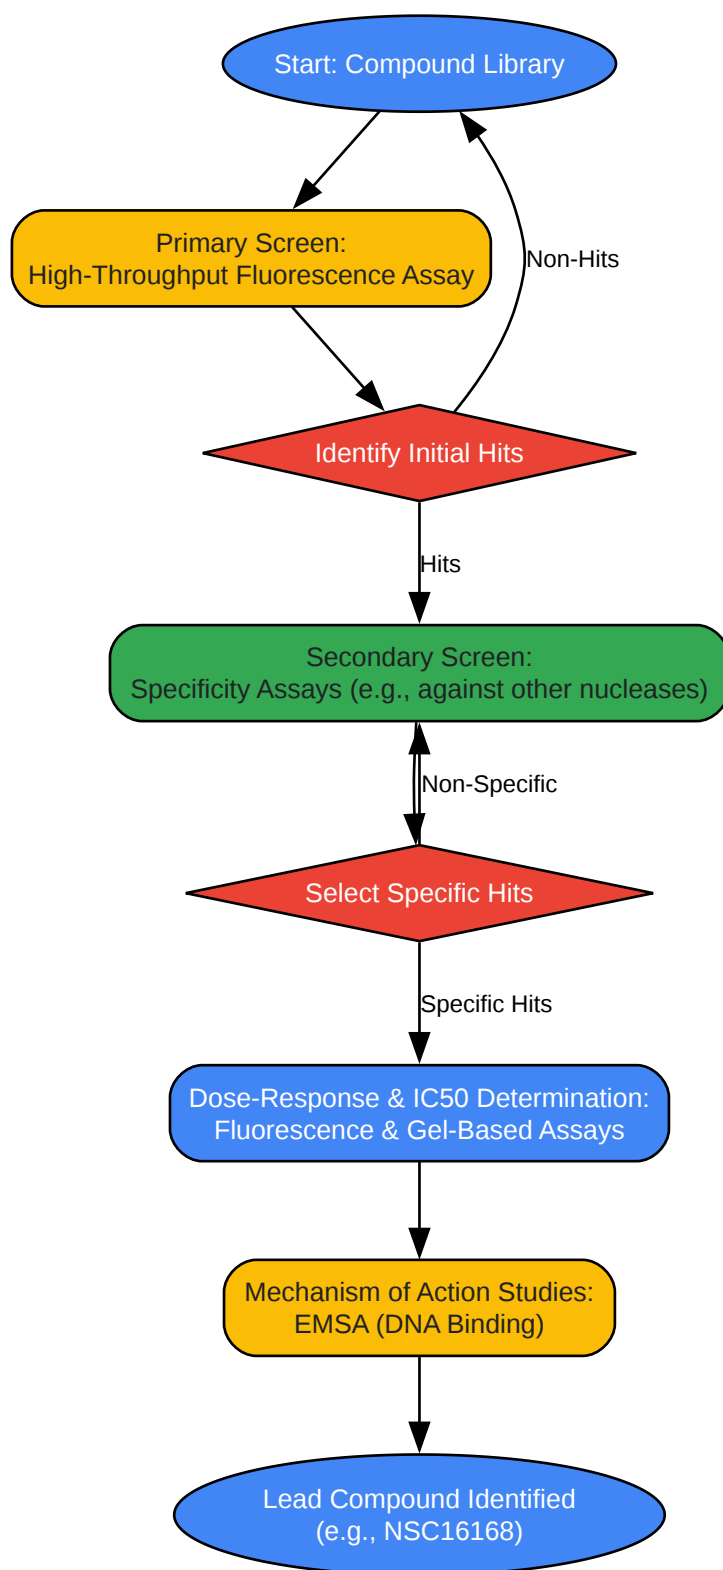 Start: Compound Library
Primary Screen:
High-Throughput Fluorescence Assay
Non-Hits
Identify Initial Hits
Hits
Secondary Screen:
Specificity Assays (e.g., against other nucleases)
Non-Specific
Select Specific Hits
Specific Hits
Dose-Response & IC50 Determination:
Fluorescence & Gel-Based Assays
Mechanism of Action Studies:
EMSA (DNA Binding)
Lead Compound Identified
(e.g., NSC16168)